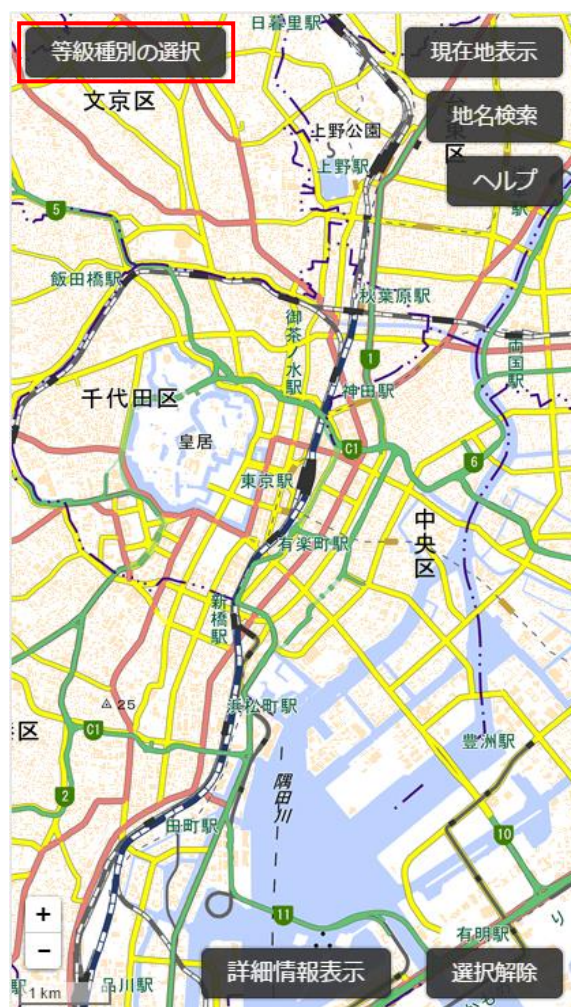 日暮里駅
等級種別の選択
現在地表示
文京区
地名検索
上野公園
区
上野駅
ヘルプ
駅
5
飯田橋駅
秋葉原駅
御茶ノ水駅
両国駅
1
神田駅
千代田区
皇居
C1
6
東京駅
中央区
有楽町駅
新橋駅
25
浜松町駅
区
C1
豊洲駅
隅田川
2
田町駅
10
+
11
有明駅
り
−
詳細情報表示
選択解除
駅
1 km
品川駅
駅